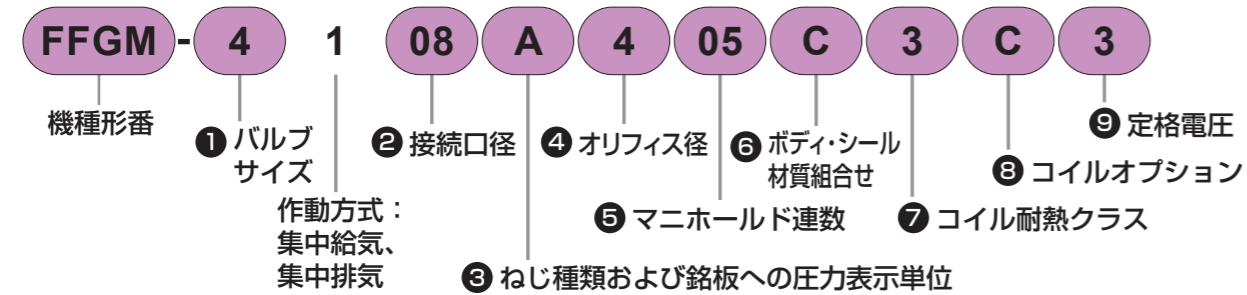 FFGM - 4 1 08 A 4 05 C 3 C 3
機種形番
❶ バルブ
サイズ
作動方式：
集中給気、
集中排気
❷ 接続口径
❸ ねじ種類および銘板への圧力表示単位
❹ オリフィス径
❺ マニホールド連数
❻ ボディ・シール
材質組合せ
❼ コイル耐熱クラス
❽ コイルオプション
❾ 定格電圧